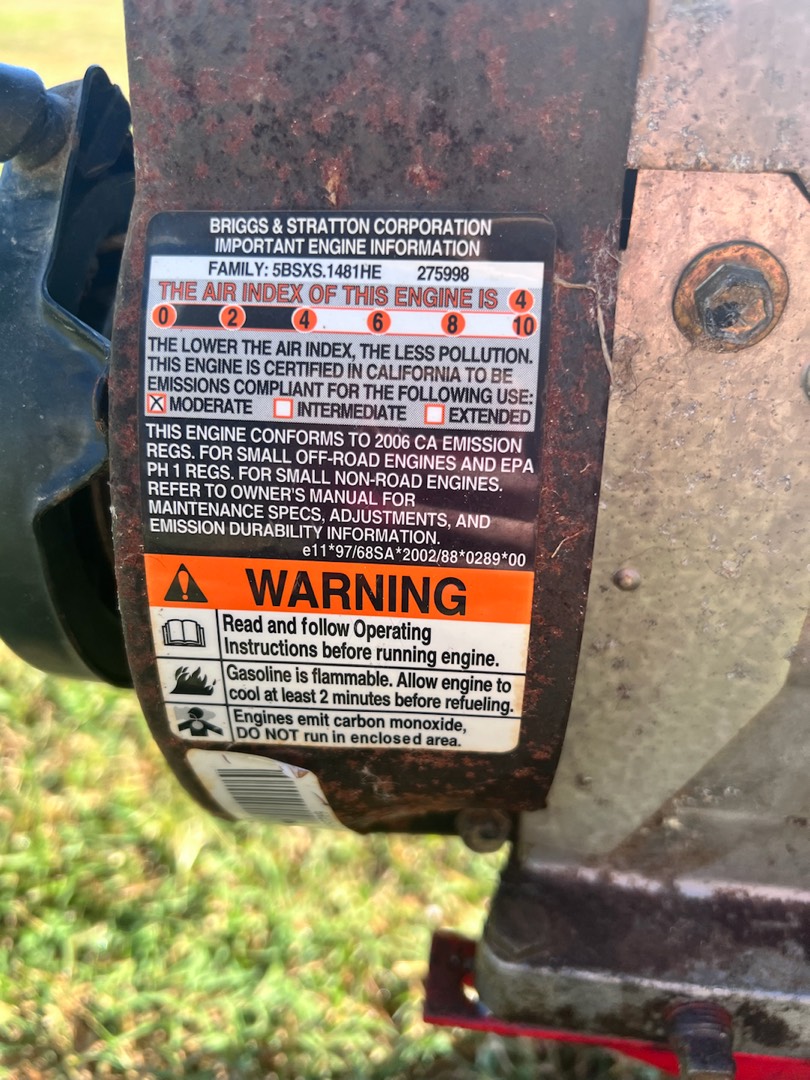 BRIGGS & STRATTON CORPORATION
IMPORTANT ENGINE INFORMATION
FAMILY: 5BSXS.1481HE 275998
THE AIR INDEX OF THIS ENGINE IS 4
0 2 4 6 8 10
THE LOWER THE AIR INDEX, THE LESS POLLUTION.
THIS ENGINE IS CERTIFIED IN CALIFORNIA TO BE
EMISSIONS COMPLIANT FOR THE FOLLOWING USE:
☒ MODERATE ☐ INTERMEDIATE ☐ EXTENDED
THIS ENGINE CONFORMS TO 2006 CA EMISSION
REGS. FOR SMALL OFF-ROAD ENGINES AND EPA
PH 1 REGS. FOR SMALL NON-ROAD ENGINES.
REFER TO OWNER'S MANUAL FOR
MAINTENANCE SPECS, ADJUSTMENTS, AND
EMISSION DURABILITY INFORMATION.
e11*97/68SA*2002/88*0289*00
WARNING
Read and follow Operating
Instructions before running engine.
Gasoline is flammable. Allow engine to
cool at least 2 minutes before refueling.
Engines emit carbon monoxide,
DO NOT run in enclosed area.